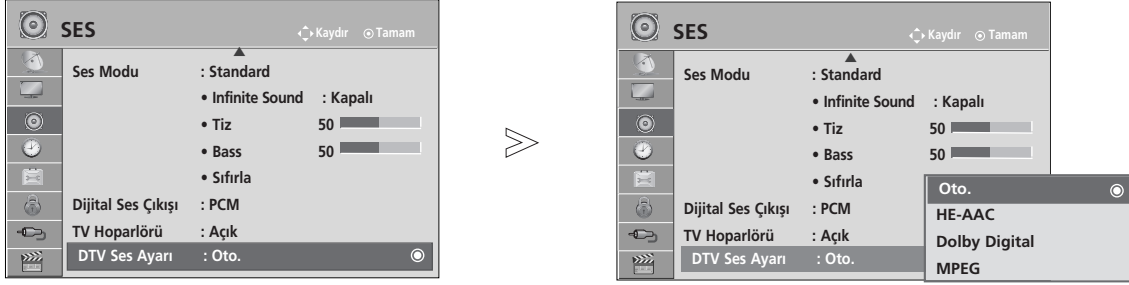 SES
Kaydır Tamam
Ses Modu : Standard
• Infinite Sound : Kapalı
• Tiz 50
• Bass 50
• Sıfırla
Dijital Ses Çıkışı : PCM
TV Hoparlörü : Açık
DTV Ses Ayarı : Oto.
SES
Kaydır Tamam
Ses Modu : Standard
• Infinite Sound : Kapalı
• Tiz 50
• Bass 50
• Sıfırla
Dijital Ses Çıkışı : PCM
TV Hoparlörü : Açık
DTV Ses Ayarı : Oto.
Oto.
HE-AAC
Dolby Digital
MPEG